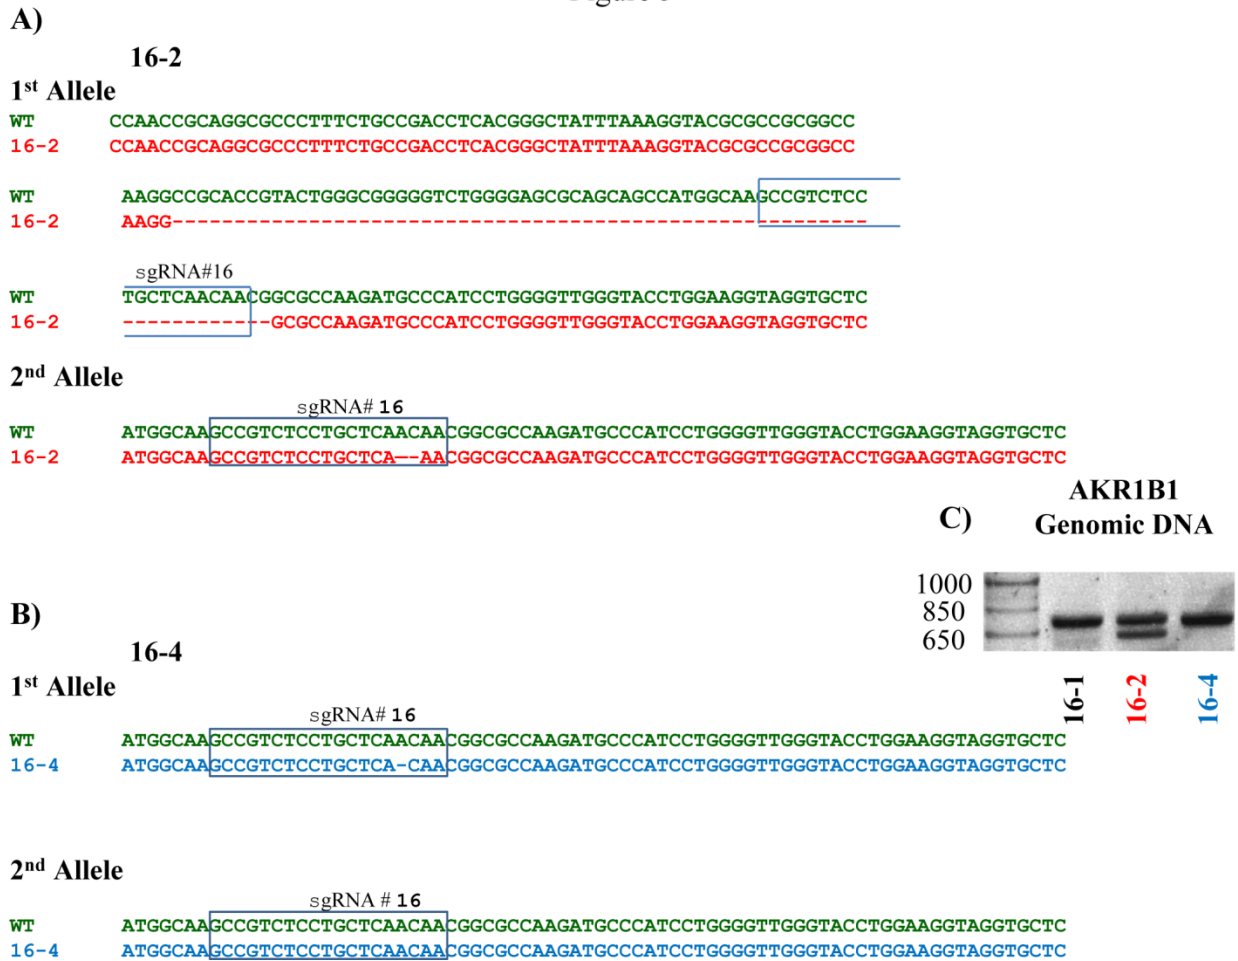 Figure
A)
16-2
1st Allele
WT CCAACCGCAGGCGCCCTTTCTGCCGACCTCACGGGCTATTTAAAGGTACGCGCCGCGGCC
16-2 CCAACCGCAGGCGCCCTTTCTGCCGACCTCACGGGCTATTTAAAGGTACGCGCCGCGGCC
WT AAGGCCGCACCGTACTGGGCGGGGGTCTGGGGAGCGCAGCAGCCATGGCAAGCCGTCTCC
16-2 AAGG--------------------------------------------------------
sgRNA#16
WT TGCTCAACAACGGCGCCAAGATGCCCATCCTGGGGTTGGGTACCTGGAAGGTAGGTGCTC
16-2 ------------GCGCCAAGATGCCCATCCTGGGGTTGGGTACCTGGAAGGTAGGTGCTC
2nd Allele
sgRNA# 16
WT ATGGCAAGCCGTCTCCTGCTCAACAACGGCGCCAAGATGCCCATCCTGGGGTTGGGTACCTGGAAGGTAGGTGCTC
16-2 ATGGCAAGCCGTCTCCTGCTCA--AACGGCGCCAAGATGCCCATCCTGGGGTTGGGTACCTGGAAGGTAGGTGCTC
C)
AKR1B1
Genomic DNA
1000
850
650
16-1 16-2 16-4
B)
16-4
1st Allele
sgRNA# 16
WT ATGGCAAGCCGTCTCCTGCTCAACAACGGCGCCAAGATGCCCATCCTGGGGTTGGGTACCTGGAAGGTAGGTGCTC
16-4 ATGGCAAGCCGTCTCCTGCTCA-CAACGGCGCCAAGATGCCCATCCTGGGGTTGGGTACCTGGAAGGTAGGTGCTC
2nd Allele
sgRNA # 16
WT ATGGCAAGCCGTCTCCTGCTCAACAACGGCGCCAAGATGCCCATCCTGGGGTTGGGTACCTGGAAGGTAGGTGCTC
16-4 ATGGCAAGCCGTCTCCTGCTCAACAACGGCGCCAAGATGCCCATCCTGGGGTTGGGTACCTGGAAGGTAGGTGCTC